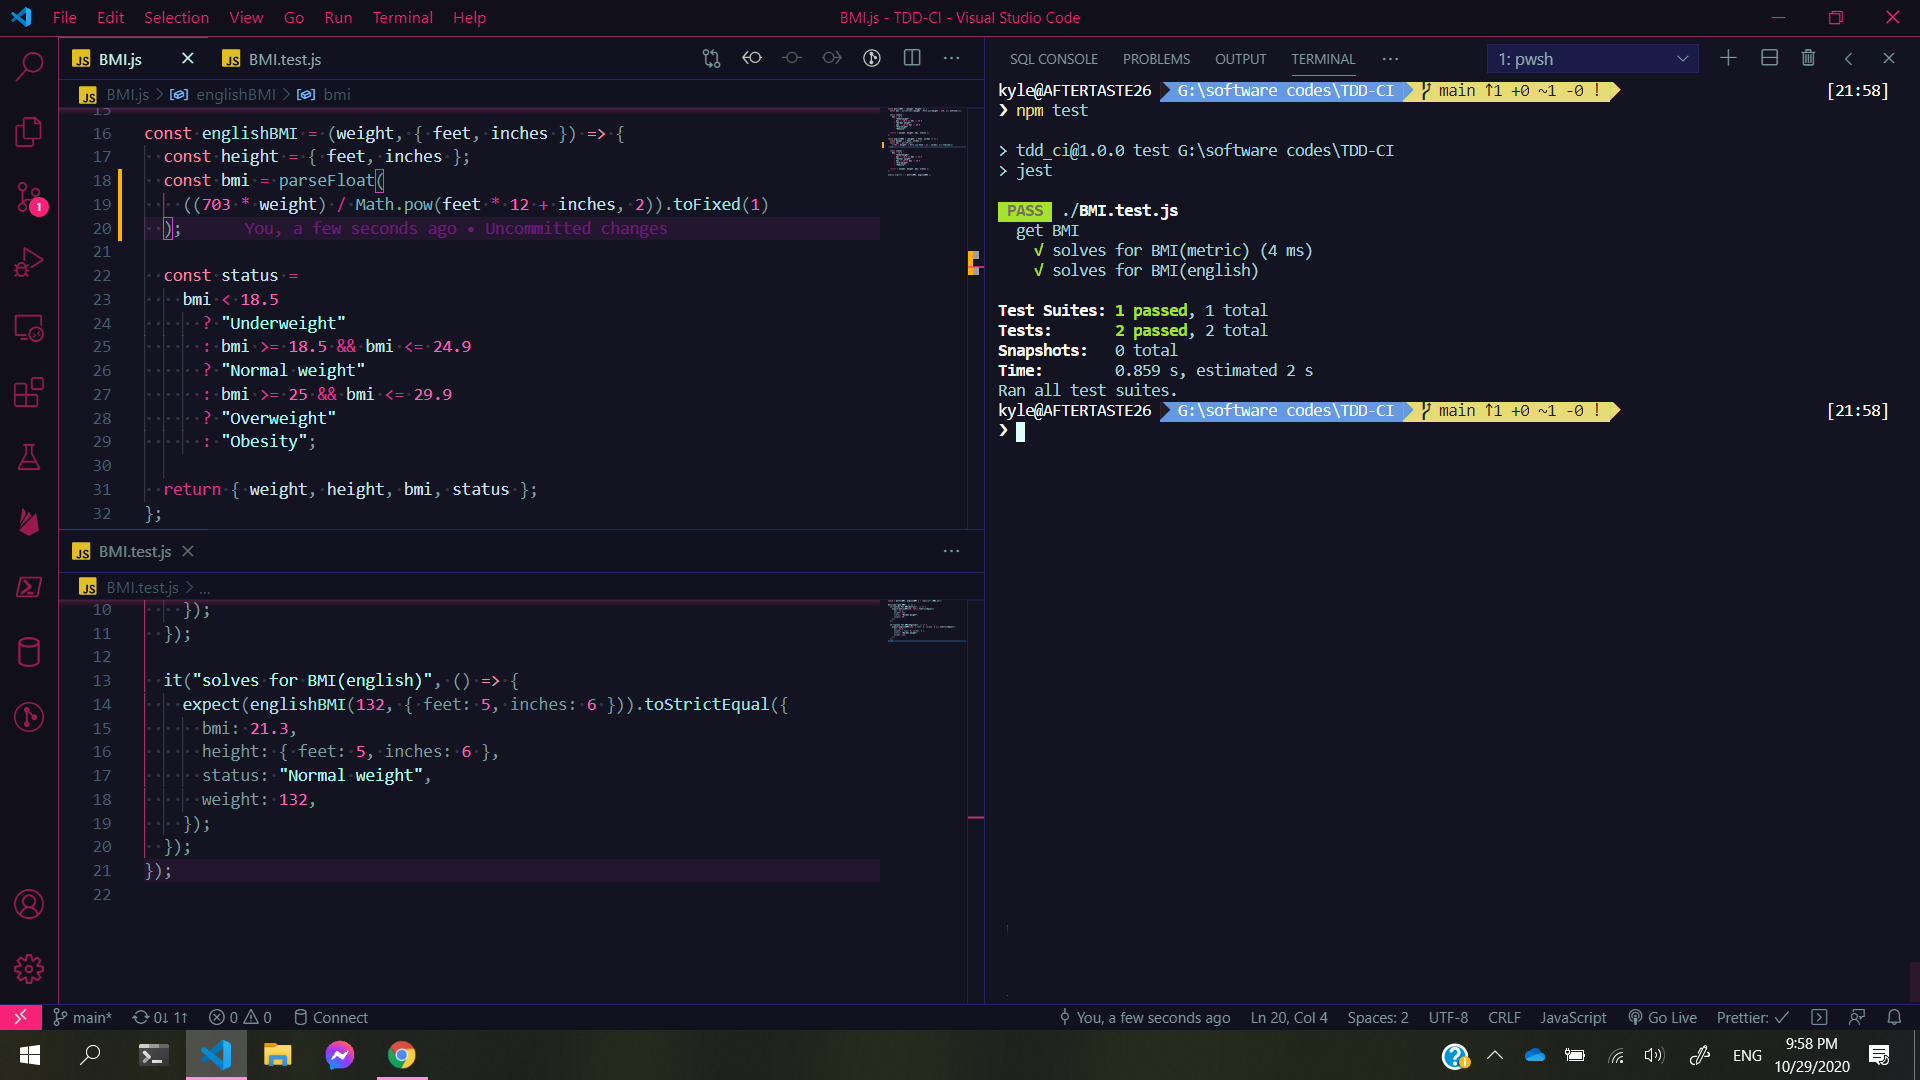 File Edit Selection View Go Run Terminal Help
BMI.js - TDD-CI - Visual Studio Code
JS BMI.js
JS BMI.test.js
JS BMI.js > englishBMI > bmi
15
16 const englishBMI = (weight, { feet, inches }) => {
17 const height = { feet, inches };
18 const bmi = parseFloat(
19 ((703 * weight) / Math.pow(feet * 12 + inches, 2)).toFixed(1)
20 ); You, a few seconds ago • Uncommitted changes
21
22 const status =
23 bmi < 18.5
24 ? "Underweight"
25 : bmi >= 18.5 && bmi <= 24.9
26 ? "Normal weight"
27 : bmi >= 25 && bmi <= 29.9
28 ? "Overweight"
29 : "Obesity";
30
31 return { weight, height, bmi, status };
32 };
JS BMI.test.js
JS BMI.test.js > ...
10 });
11 });
12
13 it("solves for BMI(english)", () => {
14 expect(englishBMI(132, { feet: 5, inches: 6 })).toStrictEqual({
15 bmi: 21.3,
16 height: { feet: 5, inches: 6 },
17 status: "Normal weight",
18 weight: 132,
19 });
20 });
21 });
22
SQL CONSOLE PROBLEMS OUTPUT TERMINAL ... 1: pwsh
kyle@AFTERTASTE26 G:\software codes\TDD-CI main ↑1 +0 ~1 -0 ! [21:58]
❯ npm test
> tdd_ci@1.0.0 test G:\software codes\TDD-CI
> jest
PASS ./BMI.test.js
get BMI
√ solves for BMI(metric) (4 ms)
√ solves for BMI(english)
Test Suites: 1 passed, 1 total
Tests: 2 passed, 2 total
Snapshots: 0 total
Time: 0.859 s, estimated 2 s
Ran all test suites.
kyle@AFTERTASTE26 G:\software codes\TDD-CI main ↑1 +0 ~1 -0 ! [21:58]
❯
1
main* 0↓ 1↑ 0 0 Connect
You, a few seconds ago Ln 20, Col 4 Spaces: 2 UTF-8 CRLF JavaScript Go Live Prettier: ✓
ENG
9:58 PM
10/29/2020